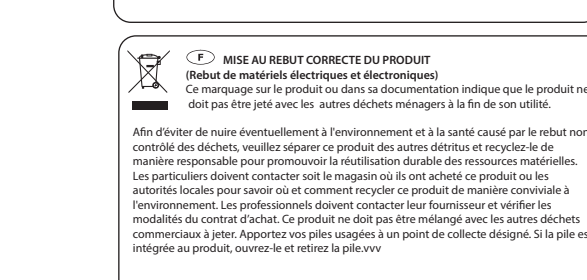 F MISE AU REBUT CORRECTE DU PRODUIT
(Rebut de matériels électriques et électroniques)
Ce marquage sur le produit ou dans sa documentation indique que le produit ne
doit pas être jeté avec les autres déchets ménagers à la fin de son utilité.
Afin d'éviter de nuire éventuellement à l'environnement et à la santé causé par le rebut non
contrôlé des déchets, veuillez séparer ce produit des autres détritus et recyclez-le de
manière responsable pour promouvoir la réutilisation durable des ressources matérielles.
Les particuliers doivent contacter soit le magasin où ils ont acheté ce produit ou les
autorités locales pour savoir où et comment recycler ce produit de manière conviviale à
l'environnement. Les professionnels doivent contacter leur fournisseur et vérifier les
modalités du contrat d'achat. Ce produit ne doit pas être mélangé avec les autres déchets
commerciaux à jeter. Apportez vos piles usagées à un point de collecte désigné. Si la pile es
intégrée au produit, ouvrez-le et retirez la pile.vvv